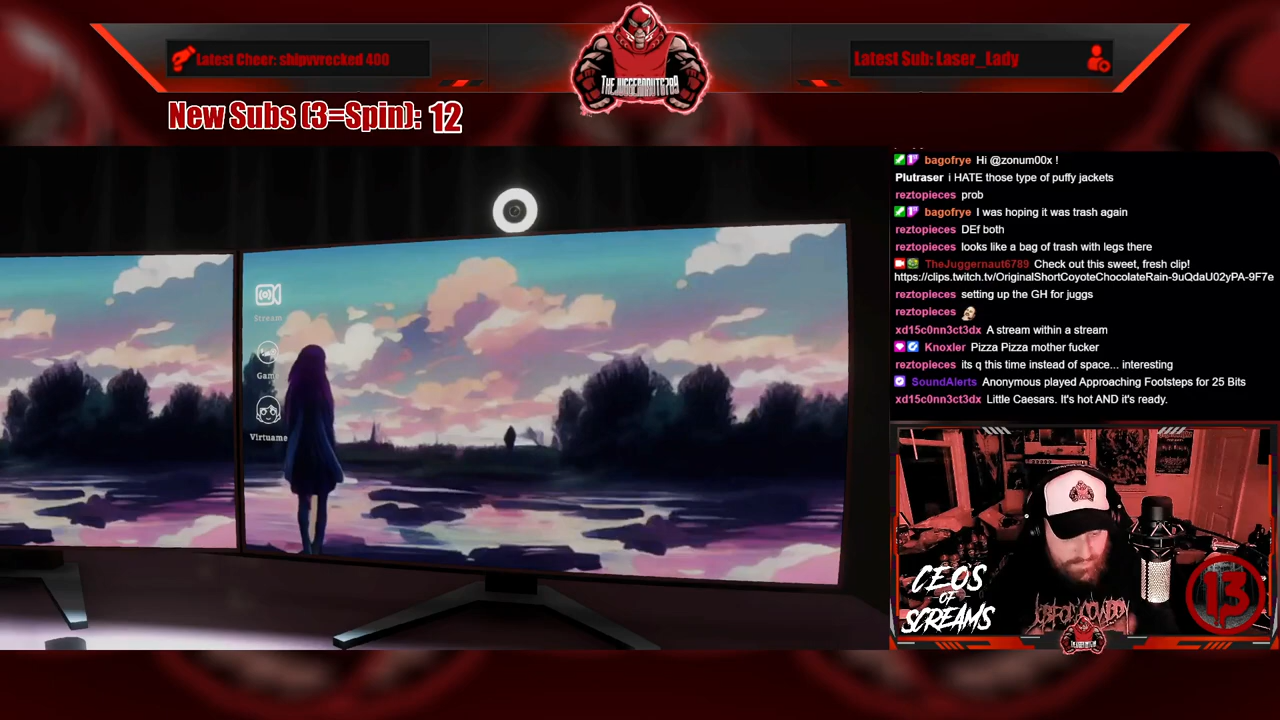 Latest Cheer: shipvvrecked 400
THEJUGGERNAUT6789
Latest Sub: Laser_Lady
New Subs (3=Spin): 12
bagofrye Hi @zonum00x !
Plutraser i HATE those type of puffy jackets
reztopieces prob
bagofrye I was hoping it was trash again
reztopieces DEf both
reztopieces looks like a bag of trash with legs there
TheJuggernaut6789 Check out this sweet, fresh clip!
https://clips.twitch.tv/OriginalShortCoyoteChocolateRain-9uQdaU02yPA-9F7e
reztopieces setting up the GH for juggs
reztopieces
xd15c0nn3ct3dx A stream within a stream
Knoxler Pizza Pizza mother fucker
reztopieces its q this time instead of space... interesting
SoundAlerts Anonymous played Approaching Footsteps for 25 Bits
xd15c0nn3ct3dx Little Caesars. It's hot AND it's ready.
Stream
Game
Virtuame
CEOS
OF
SCREAMS
13